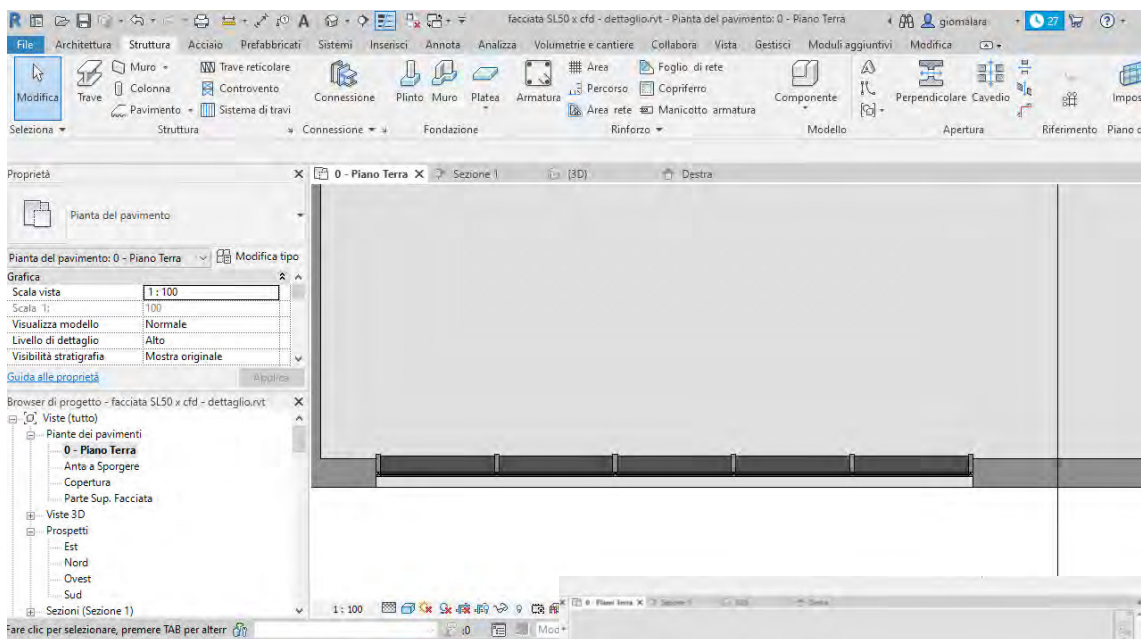 facciata SL50 x cfd - dettaglio.rvt - Pianta del pavimento: 0 - Piano Terra
giomalara
27
File Architettura Struttura Acciaio Prefabbricati Sistemi Inserisci Annota Analizza Volumetrie e cantiere Collabora Vista Gestisci Moduli aggiuntivi Modifica
Modifica
Trave
Muro
Colonna
Pavimento
Trave reticolare
Controvento
Sistema di travi
Connessione
Plinto Muro Platea
Armatura
Area
Percorso
Area rete
Foglio di rete
Copriferro
Manicotto armatura
Componente
Perpendicolare Cavedio
Seleziona Struttura Connessione Fondazione Rinforzo Modello Apertura Riferimento
Proprietà
0 - Piano Terra Sezione 1 {3D} Destra
Pianta del pavimento
Pianta del pavimento: 0 - Piano Terra Modifica tipo
Grafica
Scala vista 1 : 100
Scala 1: 100
Visualizza modello Normale
Livello di dettaglio Alto
Visibilità stratigrafia Mostra originale
Guida alle proprietà Applica
Browser di progetto - facciata SL50 x cfd - dettaglio.rvt
Viste (tutto)
Piante dei pavimenti
0 - Piano Terra
Anta a Sporgere
Copertura
Parte Sup. Facciata
Viste 3D
Prospetti
Est
Nord
Ovest
Sud
Sezioni (Sezione 1)
1 : 100
0 - Piano Terra
Fare clic per selezionare, premere TAB per alterr
:0
Mod